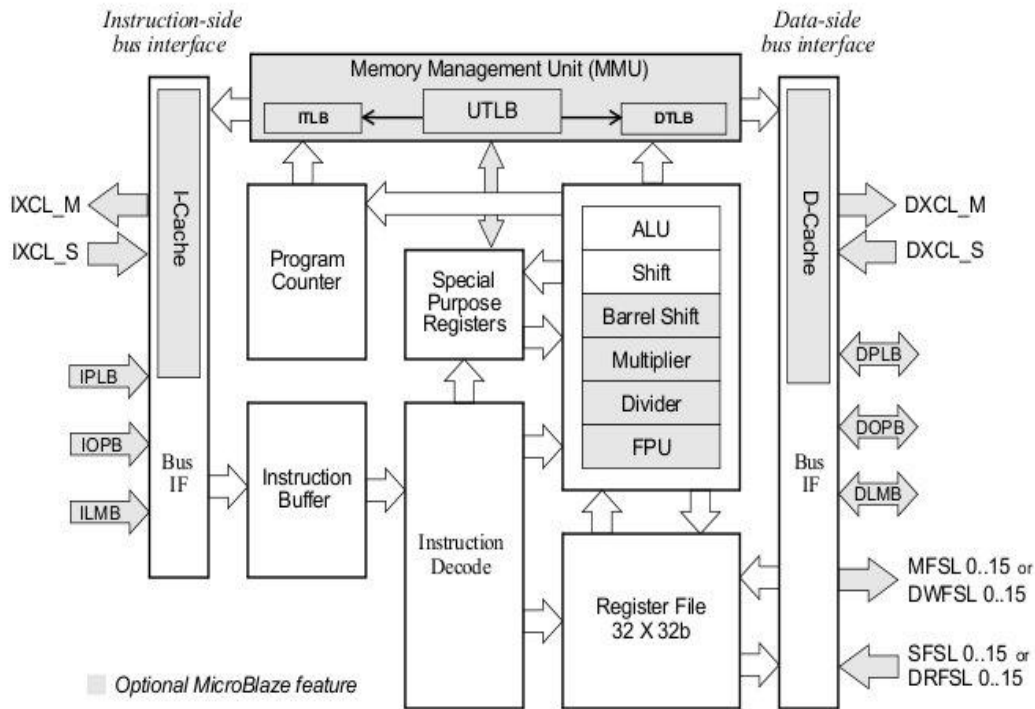 Instruction-side
bus interface
Data-side
bus interface
Memory Management Unit (MMU)
ITLB
UTLB
DTLB
I-Cache
D-Cache
IXCL_M
IXCL_S
DXCL_M
DXCL_S
Program
Counter
Special
Purpose
Registers
ALU
Shift
Barrel Shift
Multiplier
Divider
FPU
IPLB
IOPB
ILMB
Bus
IF
Instruction
Buffer
Instruction
Decode
Register File
32 X 32b
Bus
IF
DPLB
DOPB
DLMB
MFSL 0..15 or
DWFSL 0..15
SFSL 0..15 or
DRFSL 0..15
Optional MicroBlaze feature